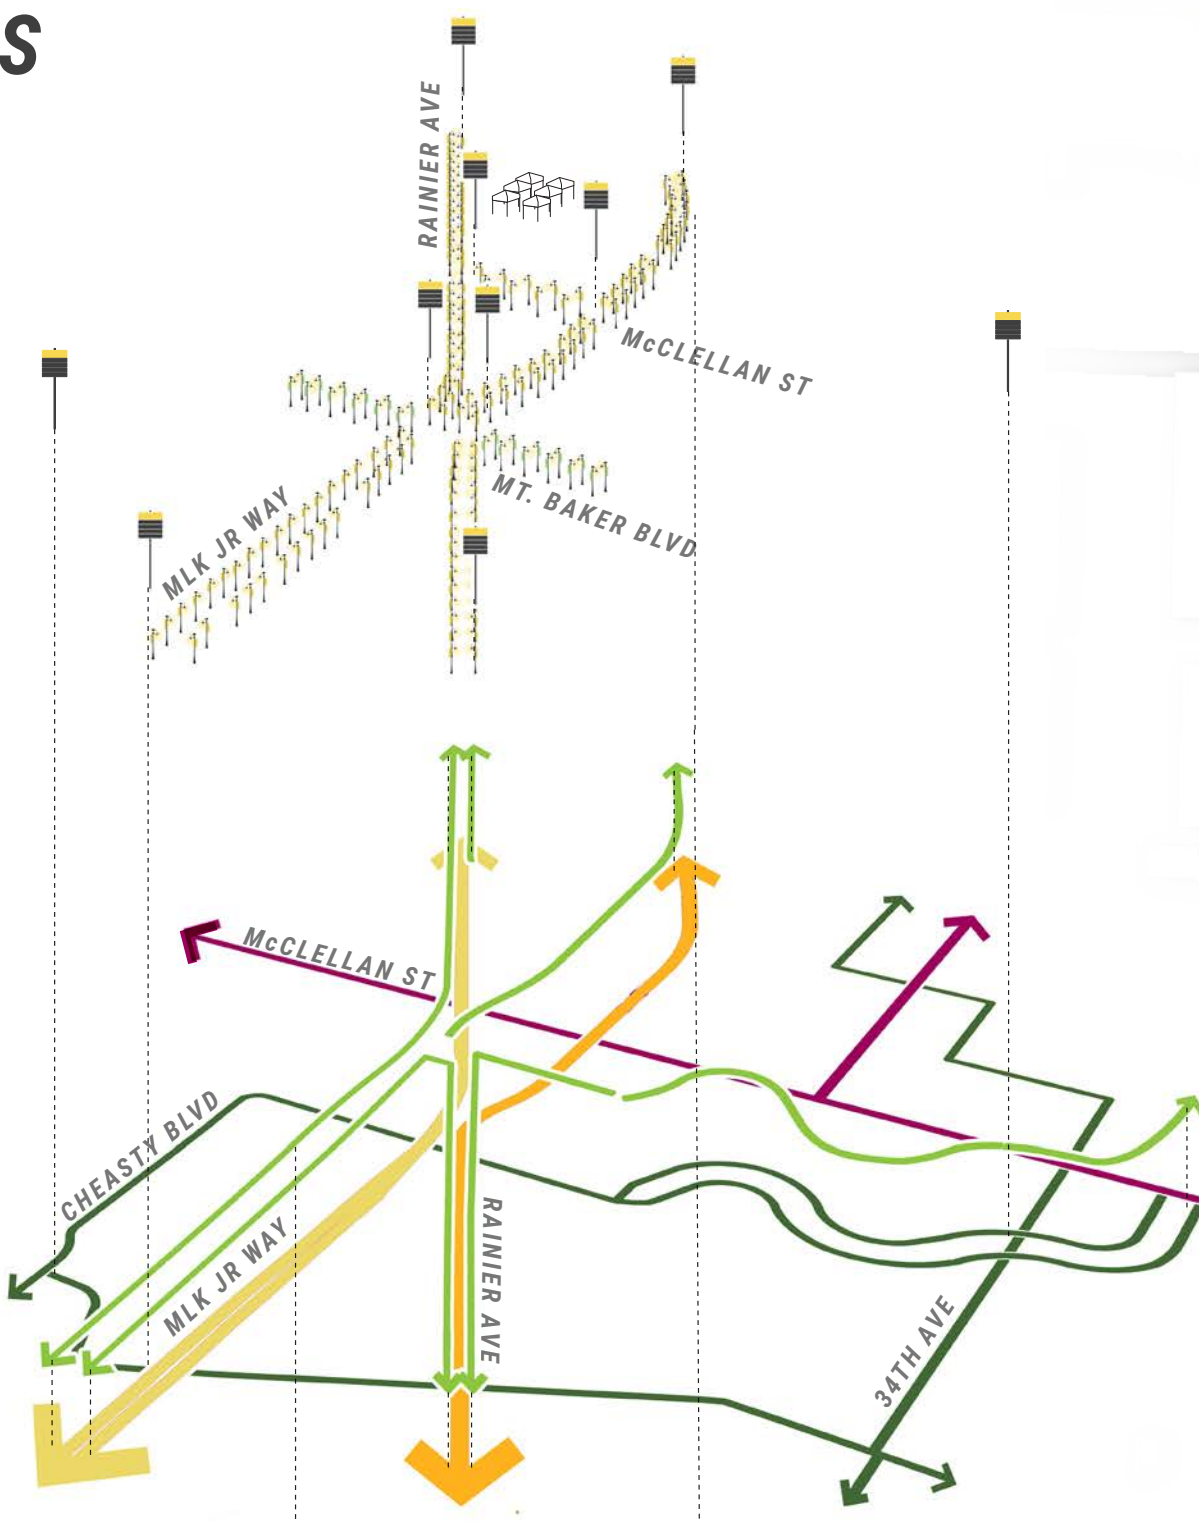 S
RAINIER AVE
McCLELLAN ST
MT. BAKER BLVD
MLK JR WAY
McCLELLAN ST
CHEASTY BLVD
MLK JR WAY
RAINIER AVE
34TH AVE